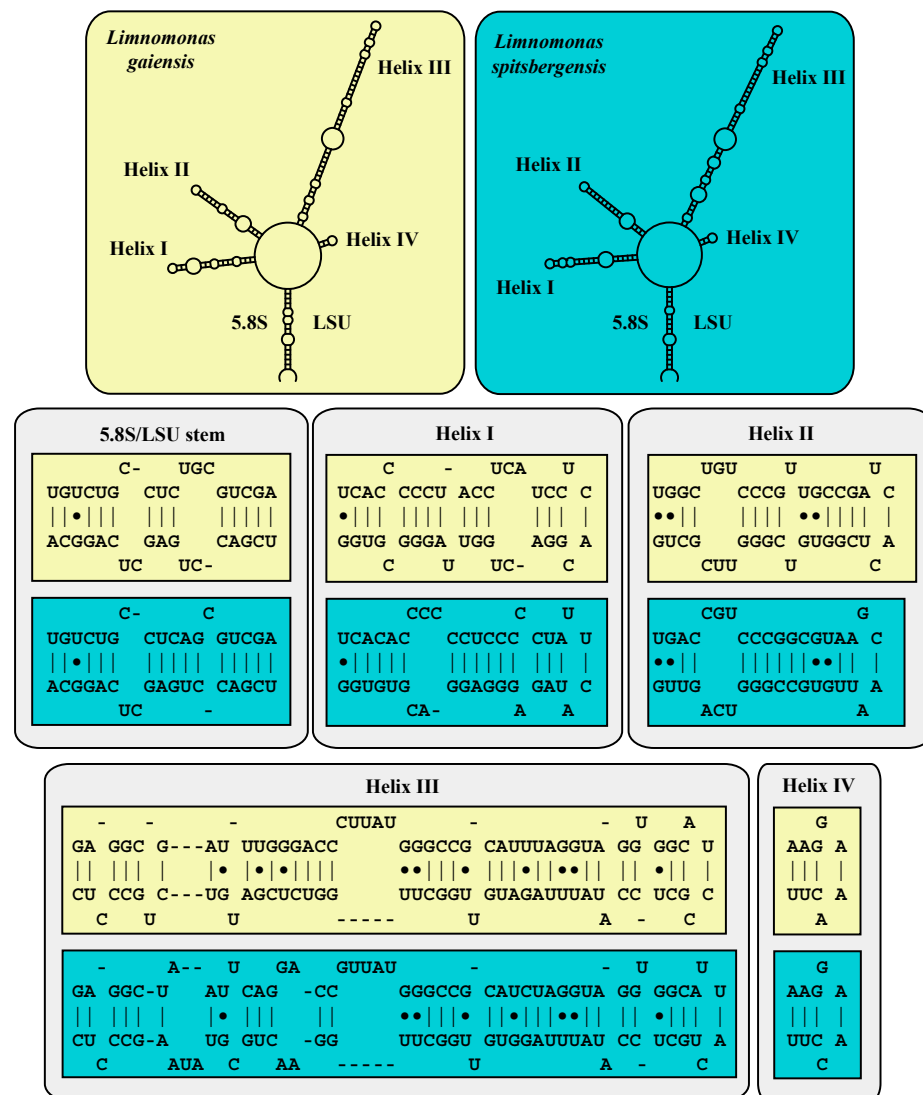 Limnomonas
gaiensis
Helix III
Helix II
Helix I
Helix IV
5.8S LSU
Limnomonas
spitsbergensis
Helix III
Helix II
Helix IV
Helix I
5.8S LSU
5.8S/LSU stem
C- UGC
UGUCUG CUC GUCGA
||•||| ||| |||||
ACGGAC GAG CAGCU
UC UC-
C- C
UGUCUG CUCAG GUCGA
||•||| ||||| |||||
ACGGAC GAGUC CAGCU
UC -
Helix I
C - UCA U
UCAC CCCU ACC UCC C
•||| |||| ||| ||| |
GGUG GGGA UGG AGG A
C U UC- C
CCC C U
UCACAC CCUCCC CUA U
•||||| |||||| ||| |
GGUGUG GGAGGG GAU C
CA- A A
Helix II
UGU U U
UGGC CCCG UGCCGA C
••|| |||| ••|||| |
GUCG GGGC GUGGCU A
CUU U C
CGU G
UGAC CCCGGCGUAA C
••|| ||||||••|| |
GUUG GGGCCGUGUU A
ACU A
Helix III
- - - CUUAU - - U A
GA GGC G---AU UUGGGACC GGGCCG CAUUUAGGUA GG GGCU U
|| ||| | |• |•|•|||| ••|||• ||||||••|| || •|| |
CU CCG C---UG AGCUCUGG UUCGGU GUAGAUUUAU CC UCG C
C U U ----- U A - C
- A-- U GA GUUAU - - U U
GA GGC-U AU CAG -CC GGGCCG CAUCUAGGUA GG GGCA U
|| ||| | |• ||| || ••|||• |||•||••|| || •||| |
CU CCG-A UG GUC -GG UUCGGU GUGGAUUUAU CC UCGU A
C AUA C AA ----- U A - C
Helix IV
G
AAG A
||| |
UUC A
A
G
AAG A
||| |
UUC A
C